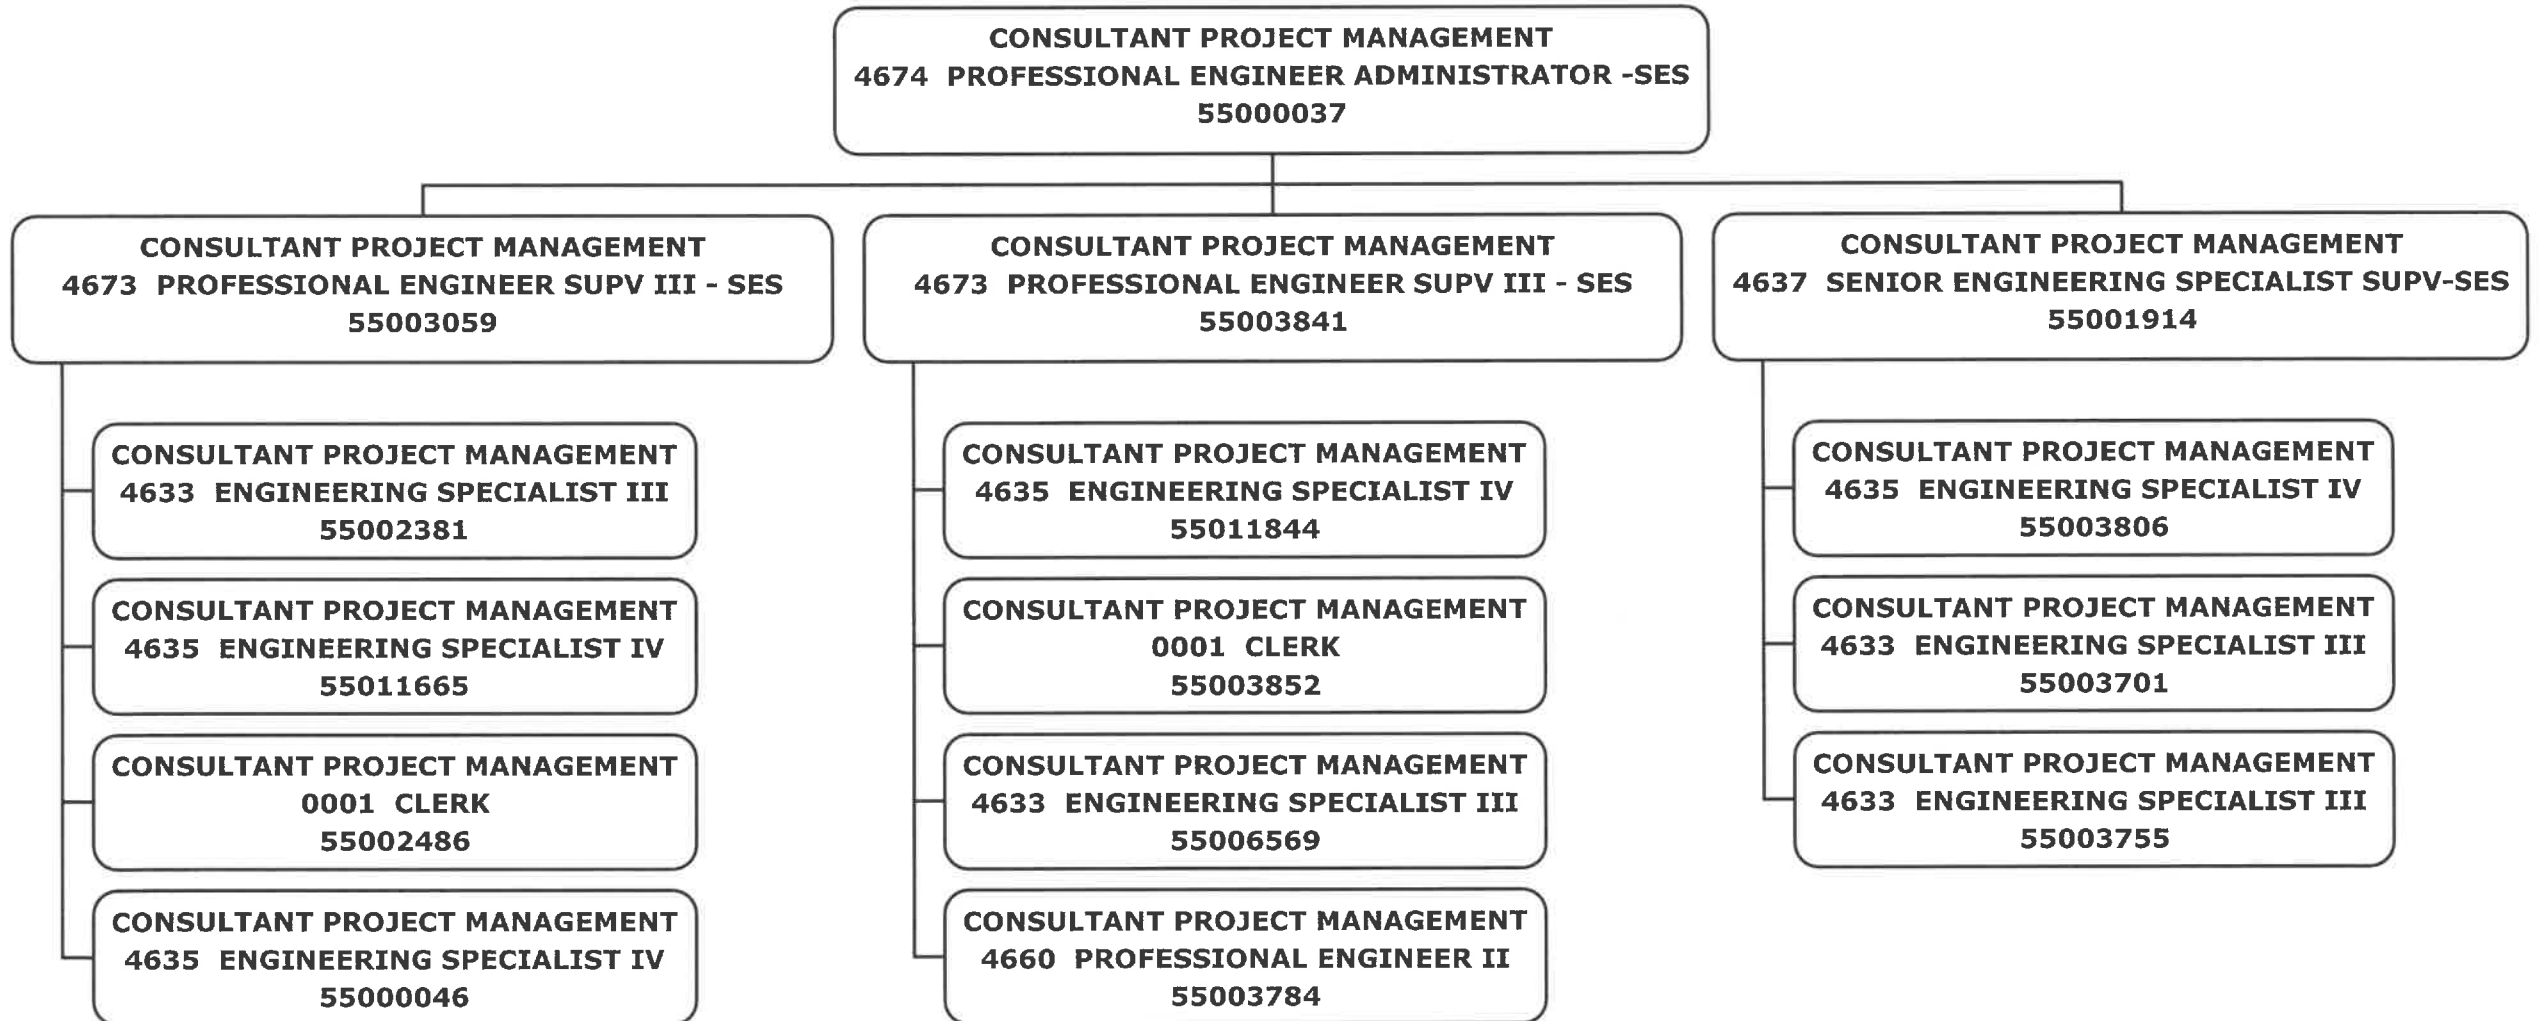 CONSULTANT PROJECT MANAGEMENT
4674 PROFESSIONAL ENGINEER ADMINISTRATOR -SES
55000037
CONSULTANT PROJECT MANAGEMENT
4673 PROFESSIONAL ENGINEER SUPV III - SES
55003059
CONSULTANT PROJECT MANAGEMENT
4633 ENGINEERING SPECIALIST III
55002381
CONSULTANT PROJECT MANAGEMENT
4635 ENGINEERING SPECIALIST IV
55011665
CONSULTANT PROJECT MANAGEMENT
0001 CLERK
55002486
CONSULTANT PROJECT MANAGEMENT
4635 ENGINEERING SPECIALIST IV
55000046
CONSULTANT PROJECT MANAGEMENT
4673 PROFESSIONAL ENGINEER SUPV III - SES
55003841
CONSULTANT PROJECT MANAGEMENT
4635 ENGINEERING SPECIALIST IV
55011844
CONSULTANT PROJECT MANAGEMENT
0001 CLERK
55003852
CONSULTANT PROJECT MANAGEMENT
4633 ENGINEERING SPECIALIST III
55006569
CONSULTANT PROJECT MANAGEMENT
4660 PROFESSIONAL ENGINEER II
55003784
CONSULTANT PROJECT MANAGEMENT
4637 SENIOR ENGINEERING SPECIALIST SUPV-SES
55001914
CONSULTANT PROJECT MANAGEMENT
4635 ENGINEERING SPECIALIST IV
55003806
CONSULTANT PROJECT MANAGEMENT
4633 ENGINEERING SPECIALIST III
55003701
CONSULTANT PROJECT MANAGEMENT
4633 ENGINEERING SPECIALIST III
55003755